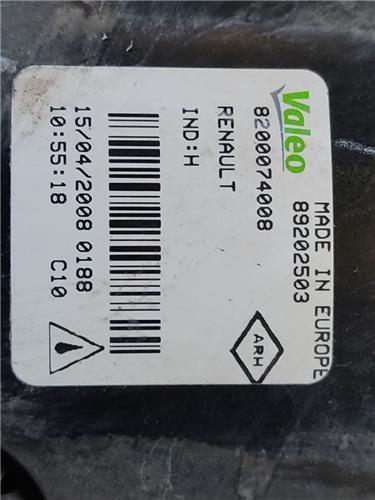 Valeo
MADE IN EUROPE
89202503
8200074008
RENAULT
IND:H
ARH
15/04/2008 0188
10:55:18 C10